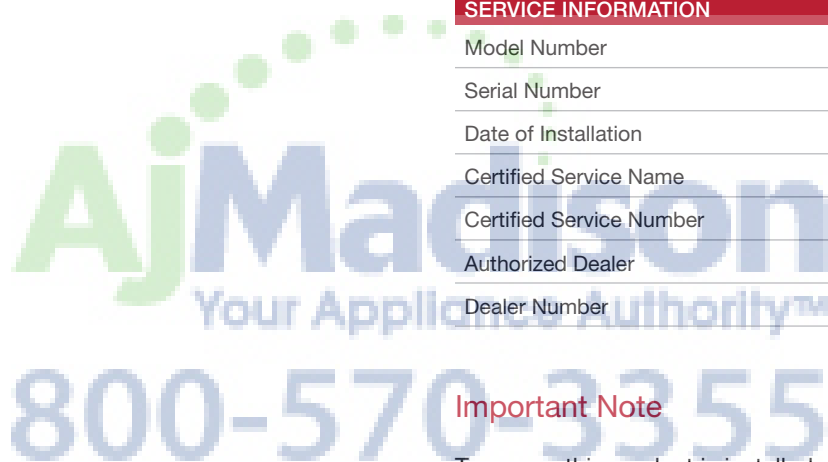 SERVICE INFORMATION
Model Number
Serial Number
Date of Installation
Certified Service Name
Certified Service Number
Authorized Dealer
Dealer Number
AjMadison
Your Appliance Authority™
800-570-3355
Important Note